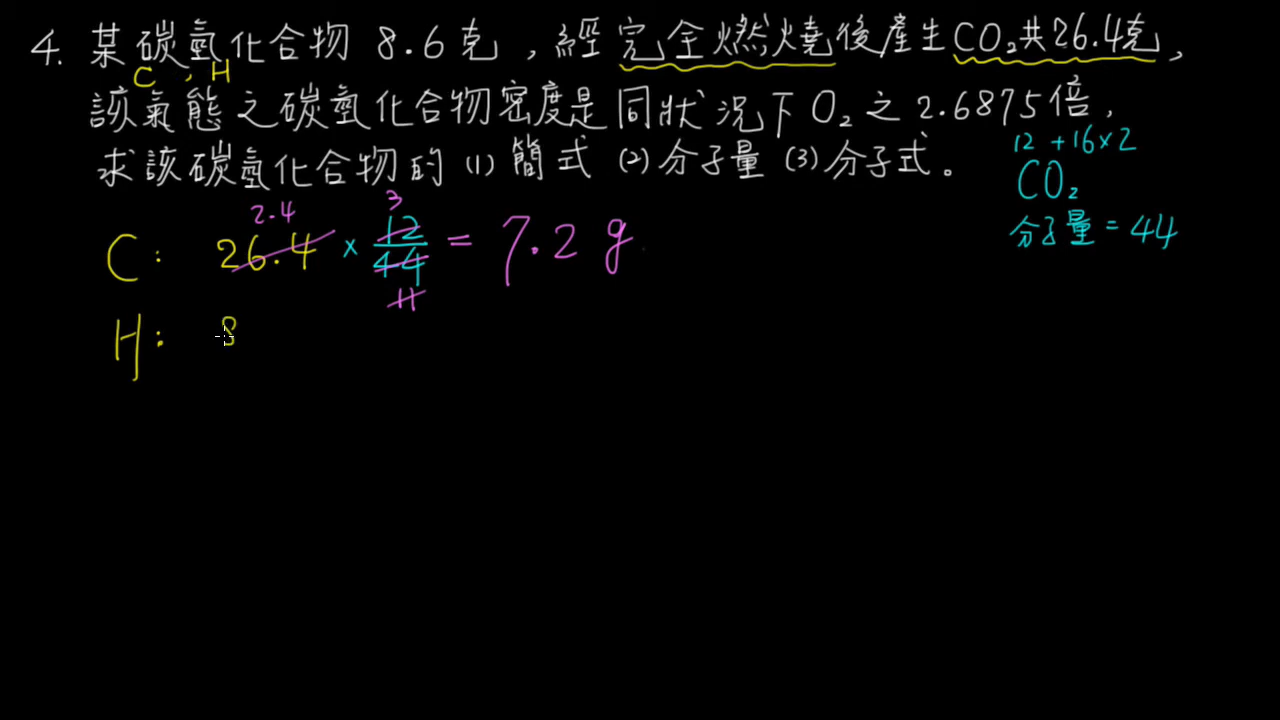 4. 某碳氫化合物 8.6克，經完全燃燒後產生CO₂共26.4克，
C , H
該氣態之碳氫化合物密度是同狀況下O₂之2.6875倍，
求該碳氫化合物的 (1) 簡式 (2) 分子量 (3) 分子式。
12 +16×2
CO₂
分子量=44
2.4 3
C: 26.4 × 12/44 = 7.2 g
11
H: 8